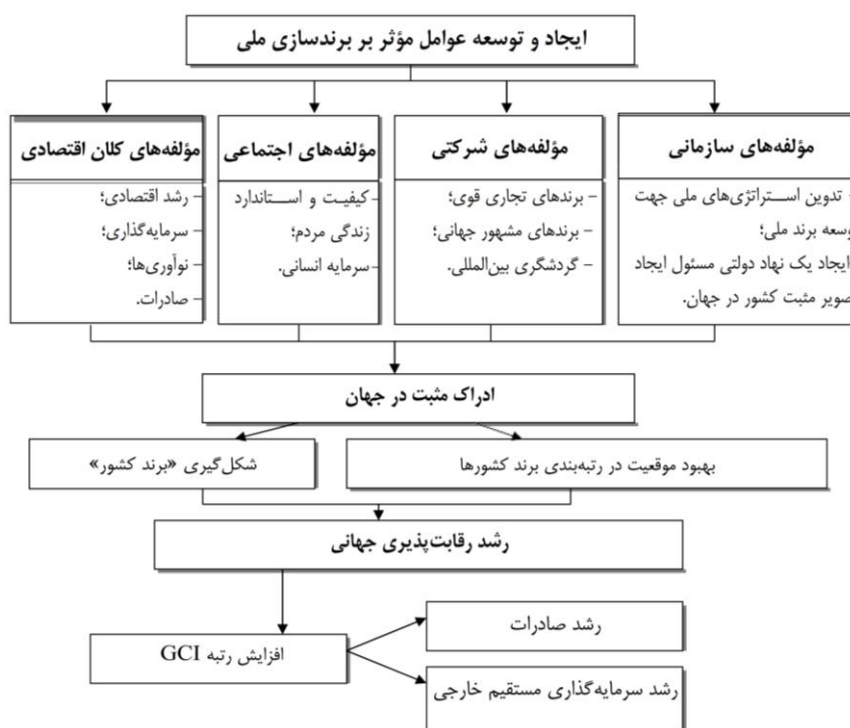 ایجاد و توسعه عوامل مؤثر بر برندسازی ملی
مؤلفه‌های سازمانی
- تدوین استراتژی‌های ملی جهت
وسعه برند ملی؛
ایجاد یک نهاد دولتی مسئول ایجاد
صویر مثبت کشور در جهان.
مؤلفه‌های شرکتی
- برندهای تجاری قوی؛
- برندهای مشهور جهانی؛
- گردشگری بین‌المللی.
مؤلفه‌های اجتماعی
- کیفیت و استاندارد
زندگی مردم؛
- سرمایه انسانی.
مؤلفه‌های کلان اقتصادی
- رشد اقتصادی؛
- سرمایه‌گذاری؛
- نوآوری‌ها؛
- صادرات.
ادراک مثبت در جهان
بهبود موقعیت در رتبه‌بندی برند کشورها
شکل‌گیری «برند کشور»
رشد رقابت‌پذیری جهانی
افزایش رتبه GCI
رشد صادرات
رشد سرمایه‌گذاری مستقیم خارجی